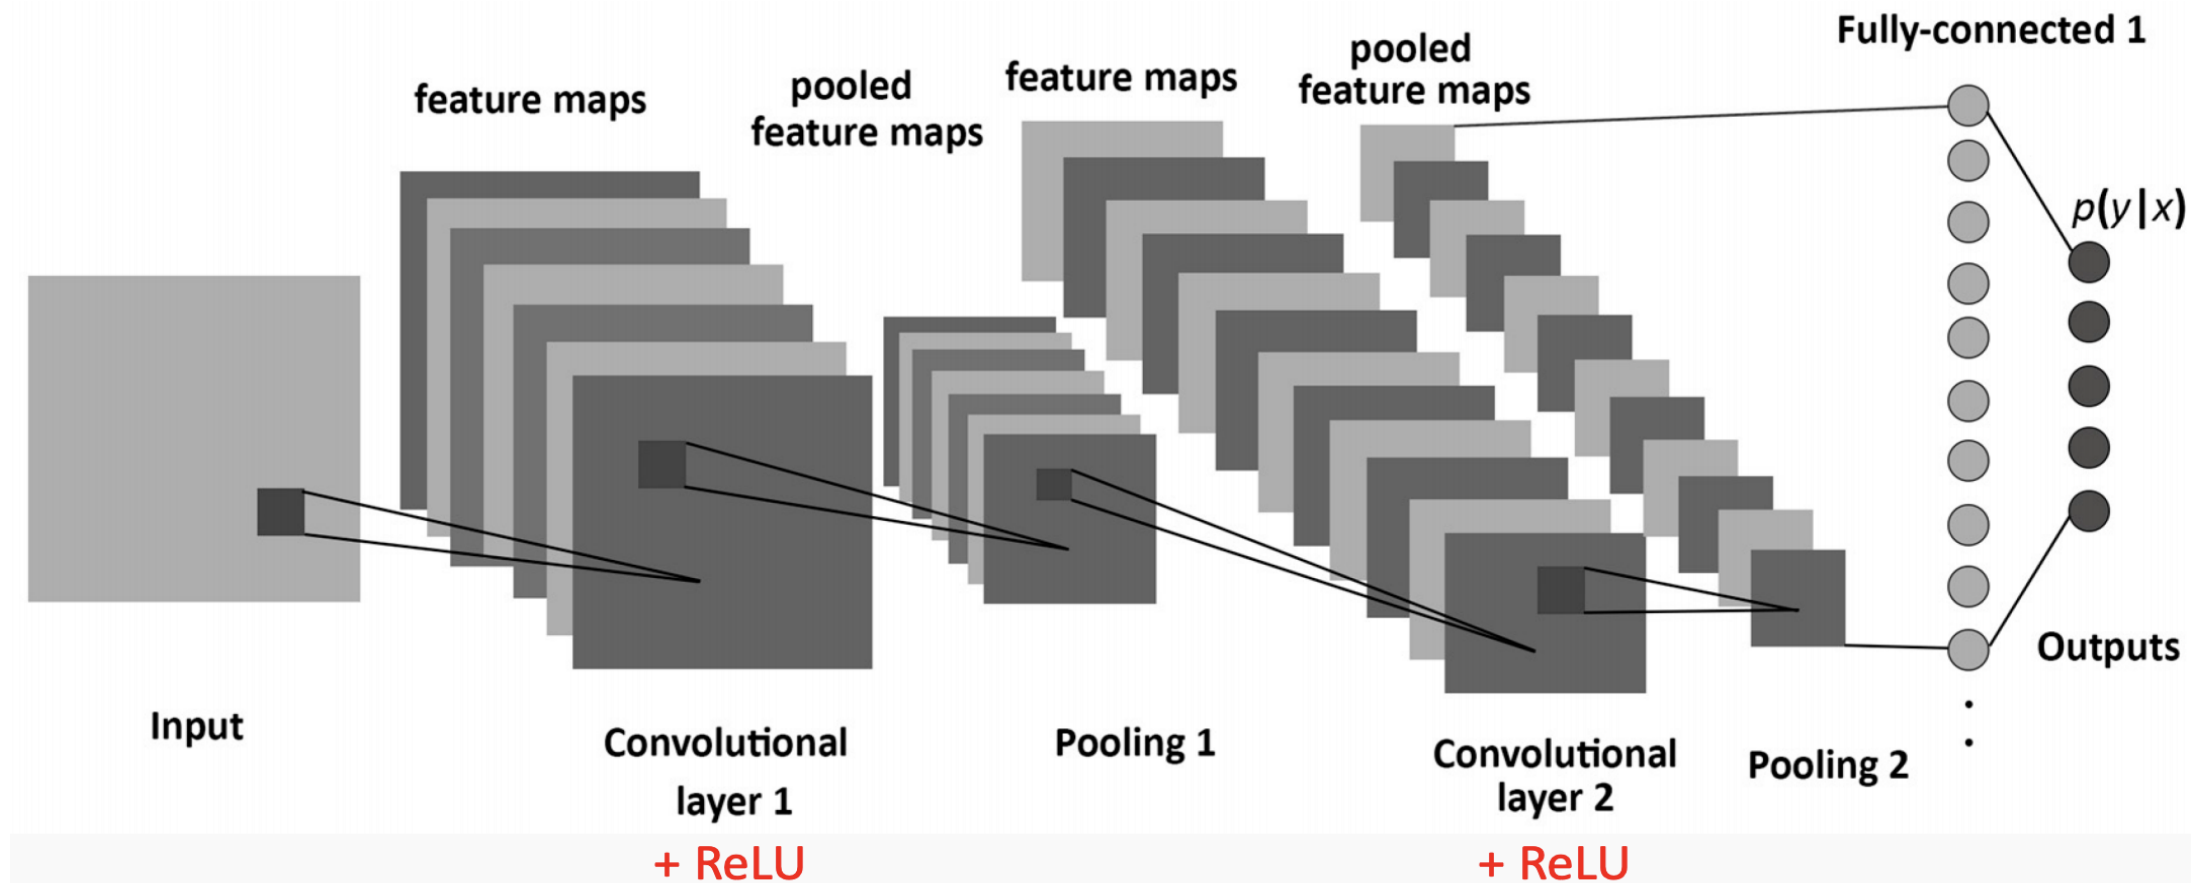 Fully-connected 1
feature maps
pooled
feature maps
feature maps
pooled
feature maps
p(y|x)
Outputs
Input
Convolutional
layer 1
Pooling 1
Convolutional
layer 2
Pooling 2
+ ReLU
+ ReLU